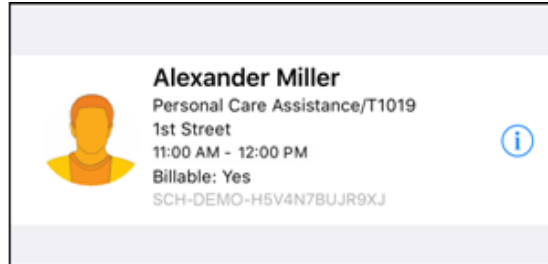 Alexander Miller
Personal Care Assistance/T1019
1st Street
11:00 AM - 12:00 PM
Billable: Yes
SCH-DEMO-H5V4N7BUJR9XJ